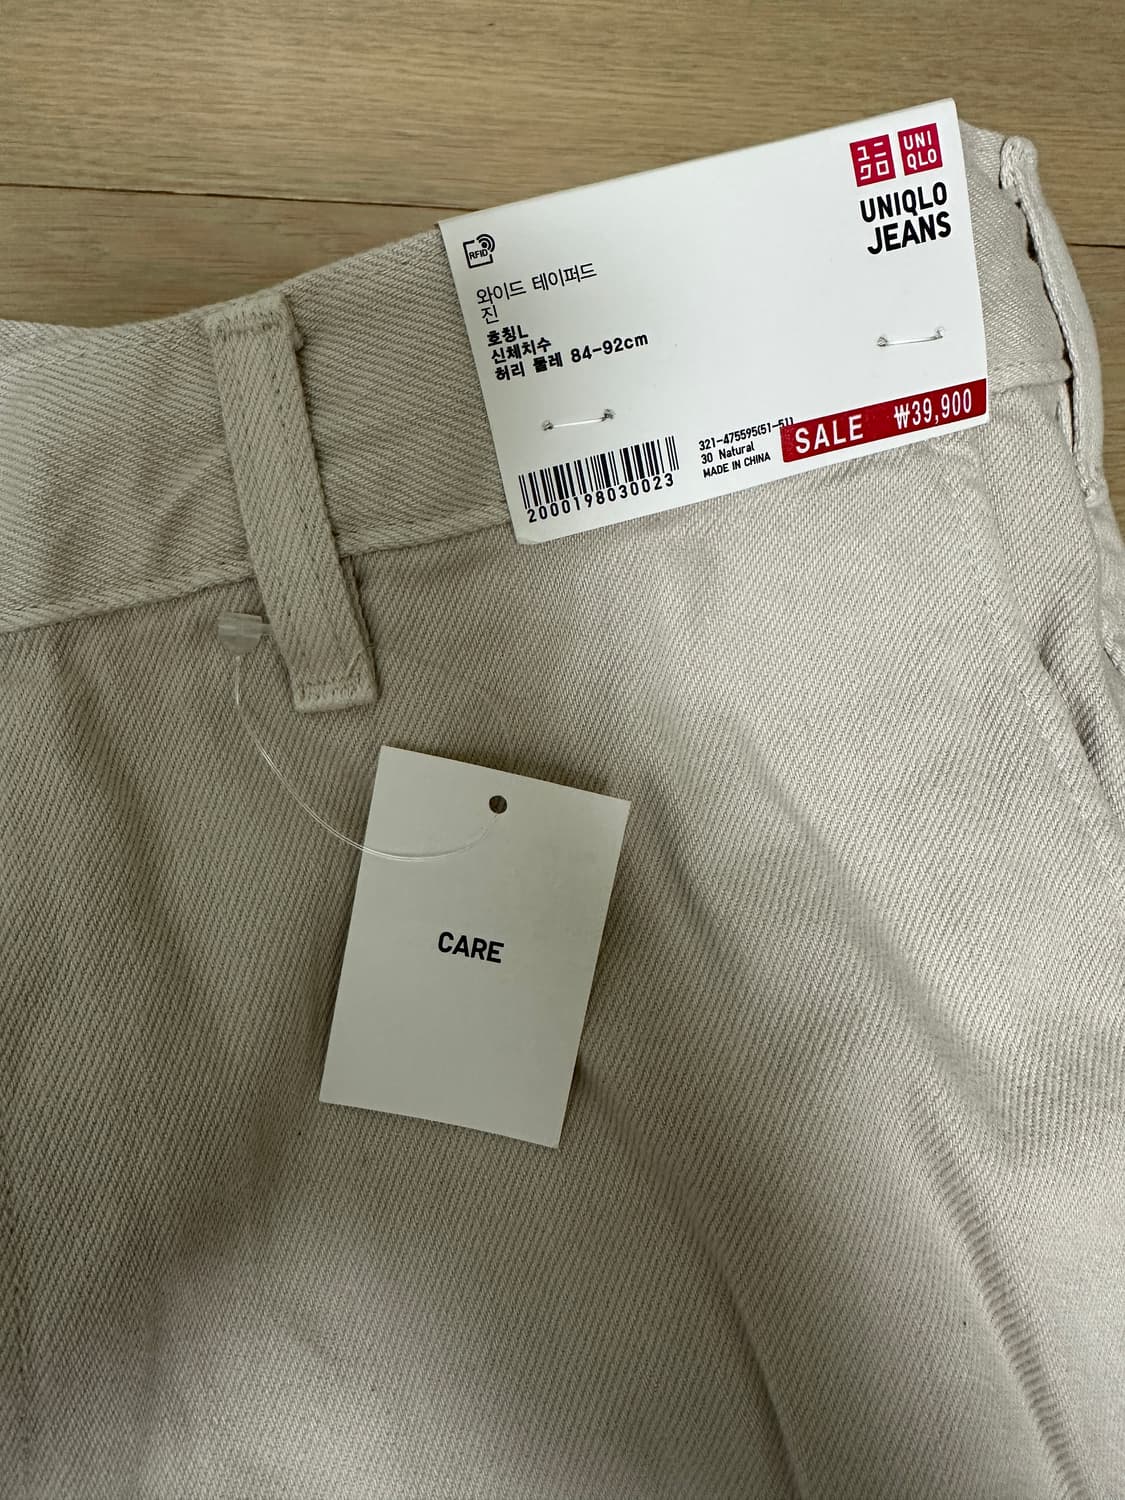 ユニ
クロ
UNI
QLO
UNIQLO
JEANS
RFID
와이드 테이퍼드
진
호칭L
신체치수
허리 둘레 84-92cm
321-475595(51-51)
30 Natural
MADE IN CHINA
SALE ₩39,900
2000198030023
CARE